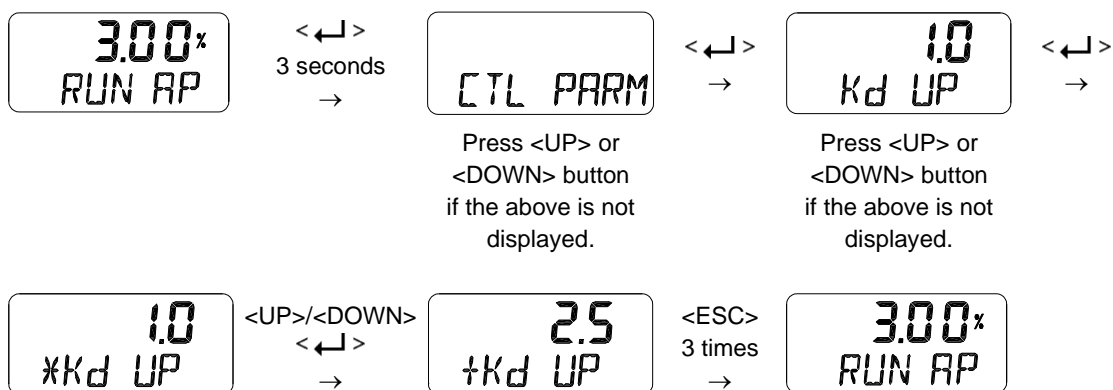 3.00%
RUN AP
< ↵ >
3 seconds
→
CTL PARM
Press <UP> or
<DOWN> button
if the above is not
displayed.
< ↵ >
→
1.0
Kd UP
Press <UP> or
<DOWN> button
if the above is not
displayed.
< ↵ >
→
1.0
*Kd UP
<UP>/<DOWN>
< ↵ >
→
2.5
+Kd UP
<ESC>
3 times
→
3.00%
RUN AP